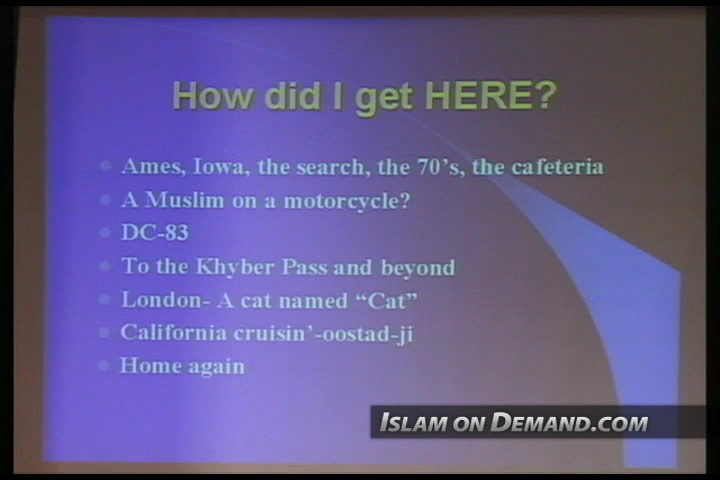 How did I get HERE?
Ames, Iowa, the search, the 70's, the cafeteria
A Muslim on a motorcycle?
DC-83
To the Khyber Pass and beyond
London- A cat named “Cat”
California cruisin’-oostad-ji
Home again
ISLAM ON DEMAND.COM